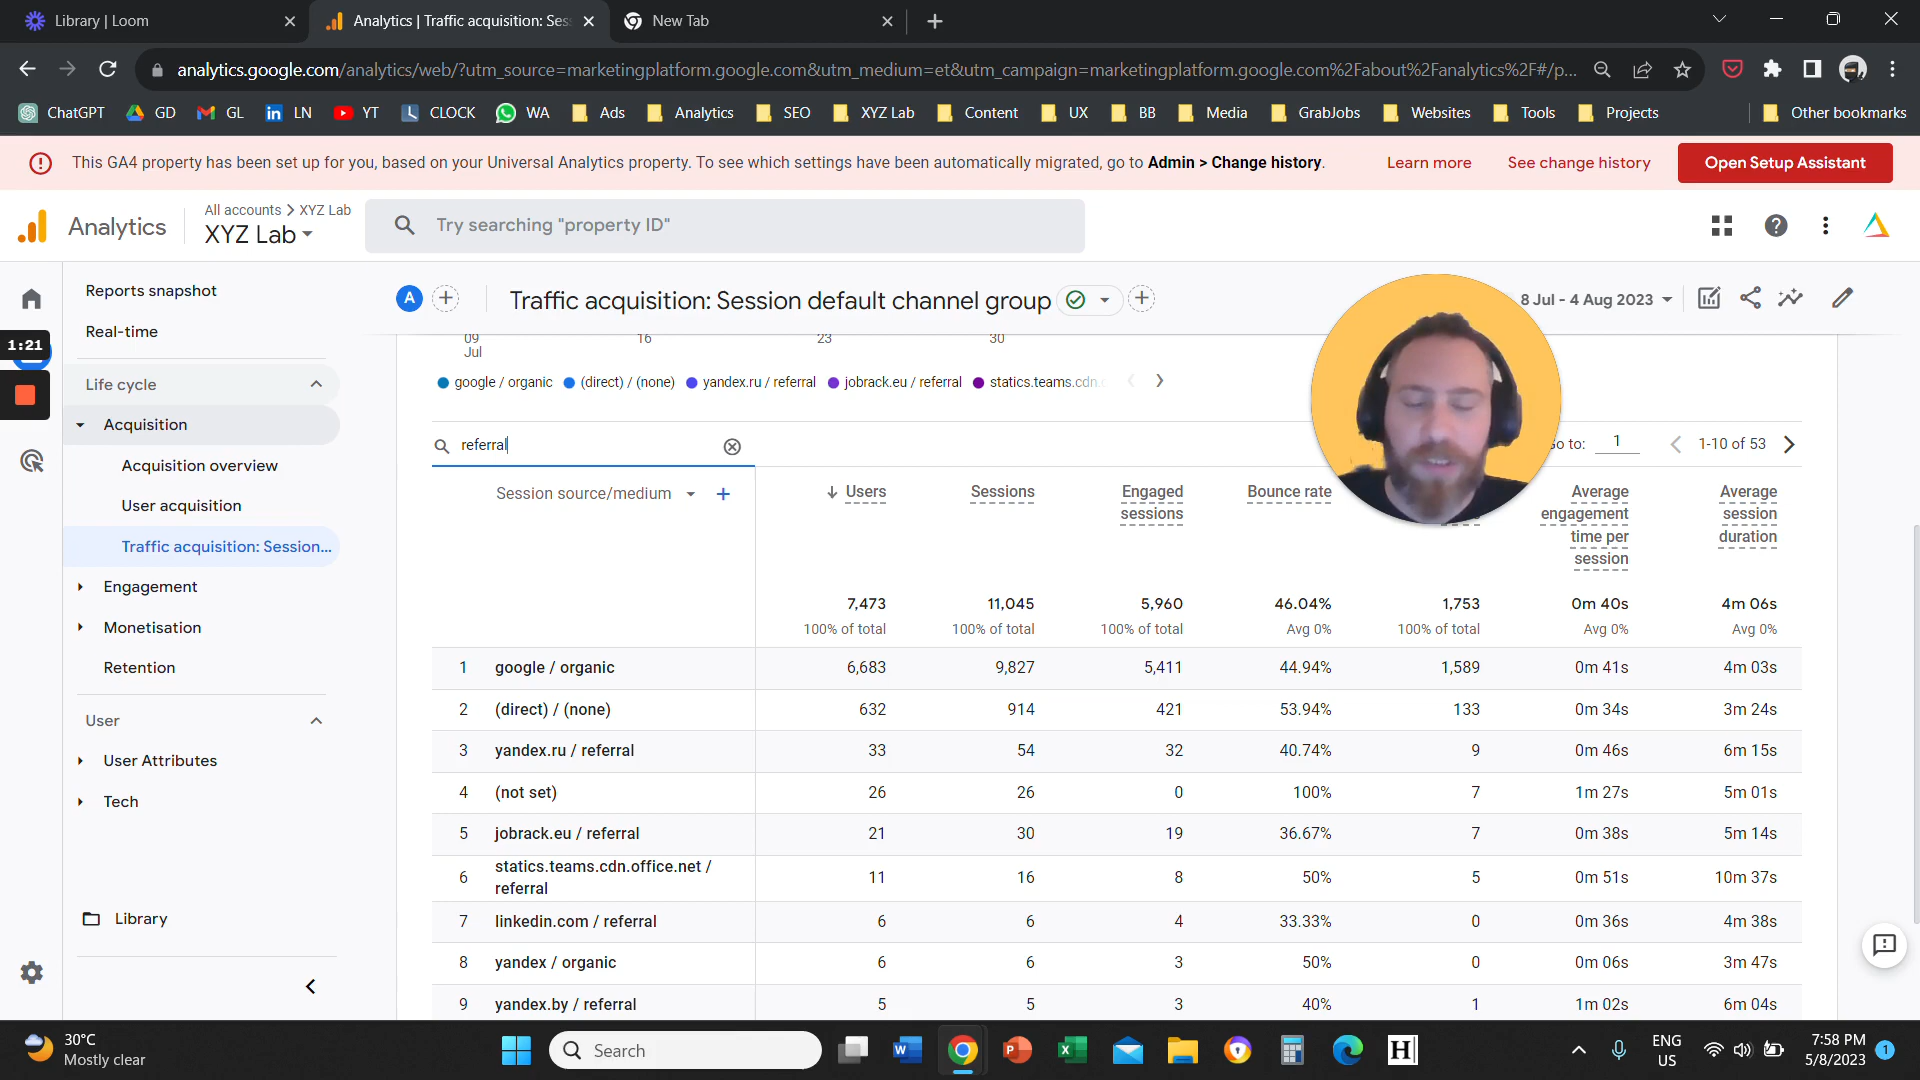 Library | Loom
Analytics | Traffic acquisition: Ses
New Tab
analytics.google.com/analytics/web/?utm_source=marketingplatform.google.com&utm_medium=et&utm_campaign=marketingplatform.google.com%2Fabout%2Fanalytics%2F#/p...
ChatGPT GD GL LN YT CLOCK WA Ads Analytics SEO XYZ Lab Content UX BB Media GrabJobs Websites Tools Projects Other bookmarks
This GA4 property has been set up for you, based on your Universal Analytics property. To see which settings have been automatically migrated, go to Admin > Change history.
Learn more
See change history
Open Setup Assistant
Analytics
All accounts > XYZ Lab
XYZ Lab
Try searching "property ID"
Reports snapshot
Real-time
1:21
Life cycle
Acquisition
Acquisition overview
User acquisition
Traffic acquisition: Session...
Engagement
Monetisation
Retention
User
User Attributes
Tech
Library
A
Traffic acquisition: Session default channel group
8 Jul - 4 Aug 2023
09 16 23 30
Jul
google / organic (direct) / (none) yandex.ru / referral jobrack.eu / referral statics.teams.cdn.
referral
to: 1 1-10 of 53
Session source/medium
Users
Sessions
Engaged sessions
Bounce rate
Average engagement time per session
Average session duration
7,473 11,045 5,960 46.04% 1,753 0m 40s 4m 06s
100% of total 100% of total 100% of total Avg 0% 100% of total Avg 0% Avg 0%
1 google / organic 6,683 9,827 5,411 44.94% 1,589 0m 41s 4m 03s
2 (direct) / (none) 632 914 421 53.94% 133 0m 34s 3m 24s
3 yandex.ru / referral 33 54 32 40.74% 9 0m 46s 6m 15s
4 (not set) 26 26 0 100% 7 1m 27s 5m 01s
5 jobrack.eu / referral 21 30 19 36.67% 7 0m 38s 5m 14s
6 statics.teams.cdn.office.net / referral 11 16 8 50% 5 0m 51s 10m 37s
7 linkedin.com / referral 6 6 4 33.33% 0 0m 36s 4m 38s
8 yandex / organic 6 6 3 50% 0 0m 06s 3m 47s
9 yandex.by / referral 5 5 3 40% 1 1m 02s 6m 04s
30°C
Mostly clear
Search
H
ENG
US
7:58 PM
5/8/2023
1